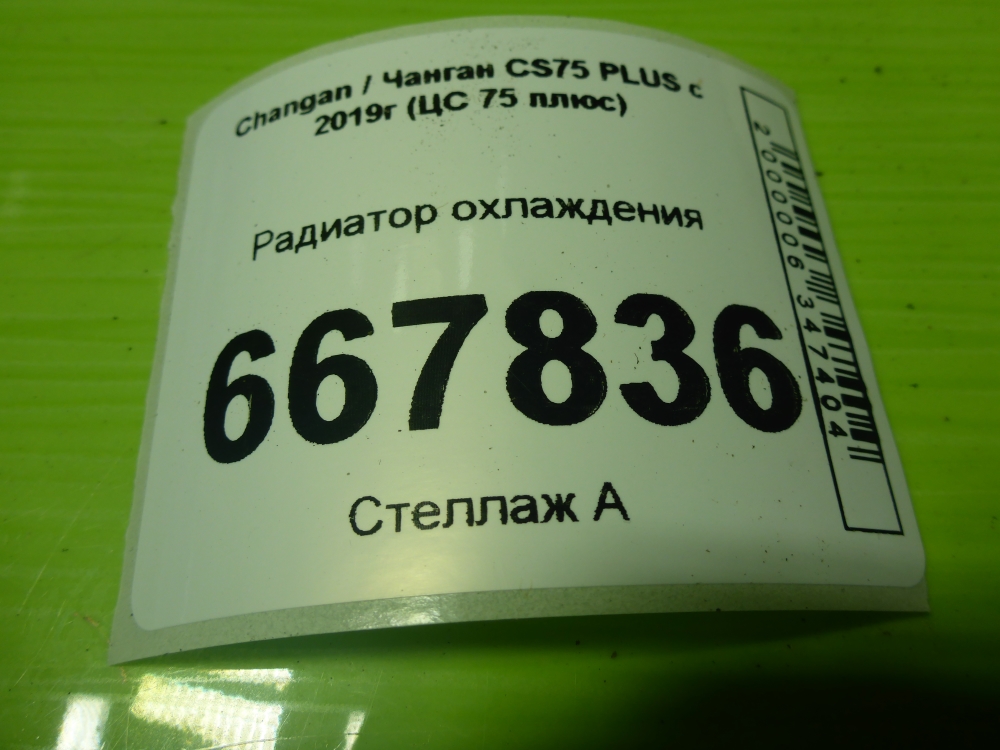 Changan / Чанган CS75 PLUS с
2019г (ЦС 75 плюс)
Радиатор охлаждения
667836
Стеллаж А
2000006347404